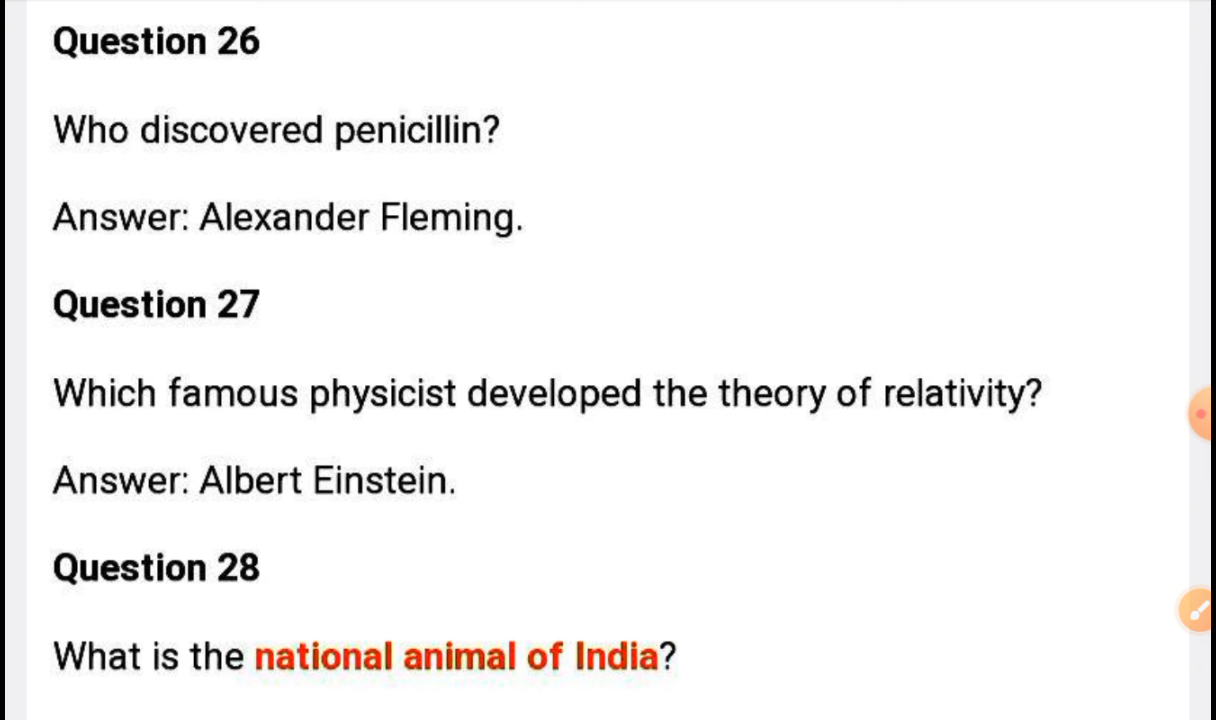 Question 26
Who discovered penicillin?
Answer: Alexander Fleming.
Question 27
Which famous physicist developed the theory of relativity?
Answer: Albert Einstein.
Question 28
What is the national animal of India?